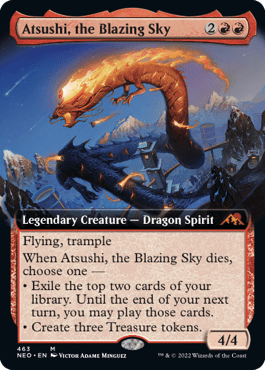 Atsushi, the Blazing Sky 2
Legendary Creature — Dragon Spirit
Flying, trample
When Atsushi, the Blazing Sky dies,
choose one —
• Exile the top two cards of your
library. Until the end of your next
turn, you may play those cards.
• Create three Treasure tokens.
4/4
463 M
NEO • EN VICTOR ADAME MINGUEZ
™ & © 2022 Wizards of the Coast